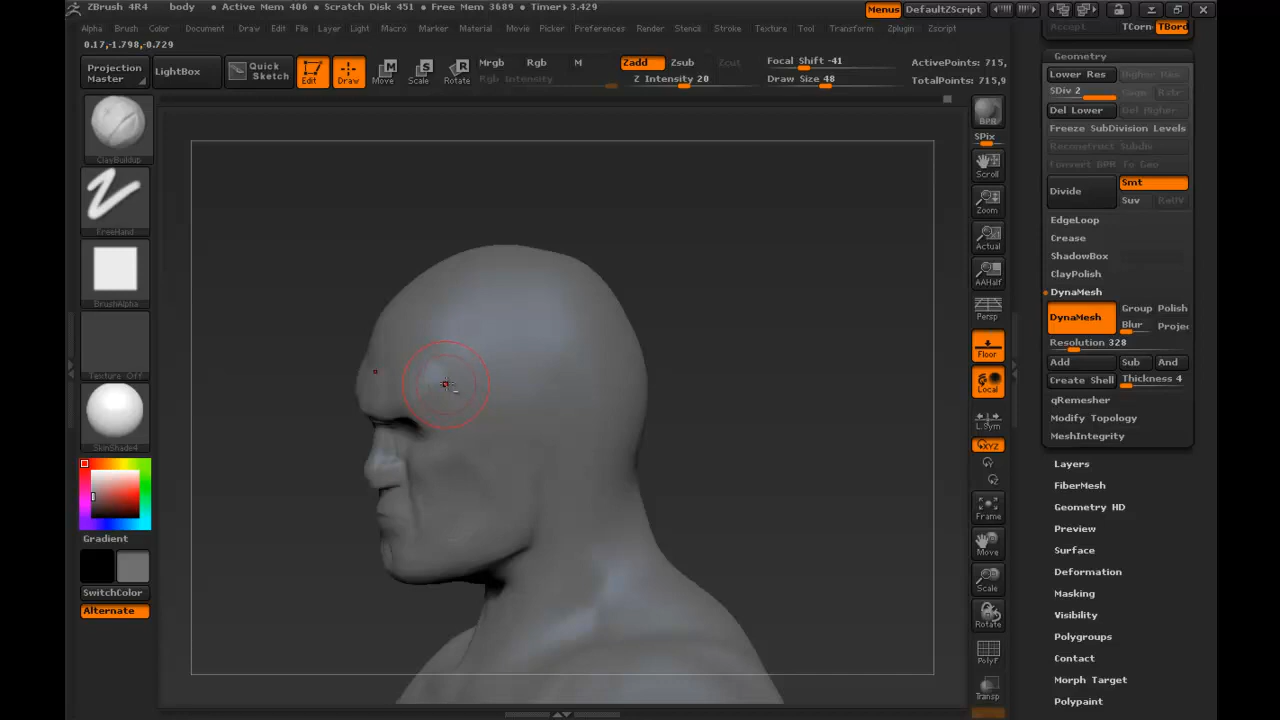 ZBrush 4R4 body • Active Mem 406 • Scratch Disk 451 • Free Mem 3689 • Timer▸3.429 Menus DefaultZScript
Alpha Brush Color Document Draw Edit File Layer Light Macro Marker Material Movie Picker Preferences Render Stencil Stroke Texture Tool Transform Zplugin Zscript
0.17,-1.798,-0.729
Projection Master
LightBox
Quick Sketch
Edit
Draw
Move
Scale
Rotate
Mrgb Rgb M
Rgb Intensity
Zadd Zsub Zcut
Z Intensity 20
Focal Shift -41
Draw Size 48
ActivePoints: 715,
TotalPoints: 715,9
ClayBuildup
FreeHand
BrushAlpha
Texture Off
SkinShade4
Gradient
SwitchColor
Alternate
BPR
SPix
Scroll
Zoom
Actual
AAHalf
Persp
Floor
Local
L.Sym
XYZ
Y
Z
Frame
Move
Scale
Rotate
PolyF
Transp
Accept TCorn TBord
Geometry
Lower Res Higher Res
SDiv 2
Del Lower Del Higher
Freeze SubDivision Levels
Reconstruct Subdiv
Convert BPR To Geo
Divide Smt
Suv ReUV
EdgeLoop
Crease
ShadowBox
ClayPolish
DynaMesh
DynaMesh Group Polish
Blur Projec
Resolution 328
Add Sub And
Create Shell Thickness 4
qRemesher
Modify Topology
MeshIntegrity
Layers
FiberMesh
Geometry HD
Preview
Surface
Deformation
Masking
Visibility
Polygroups
Contact
Morph Target
Polypaint